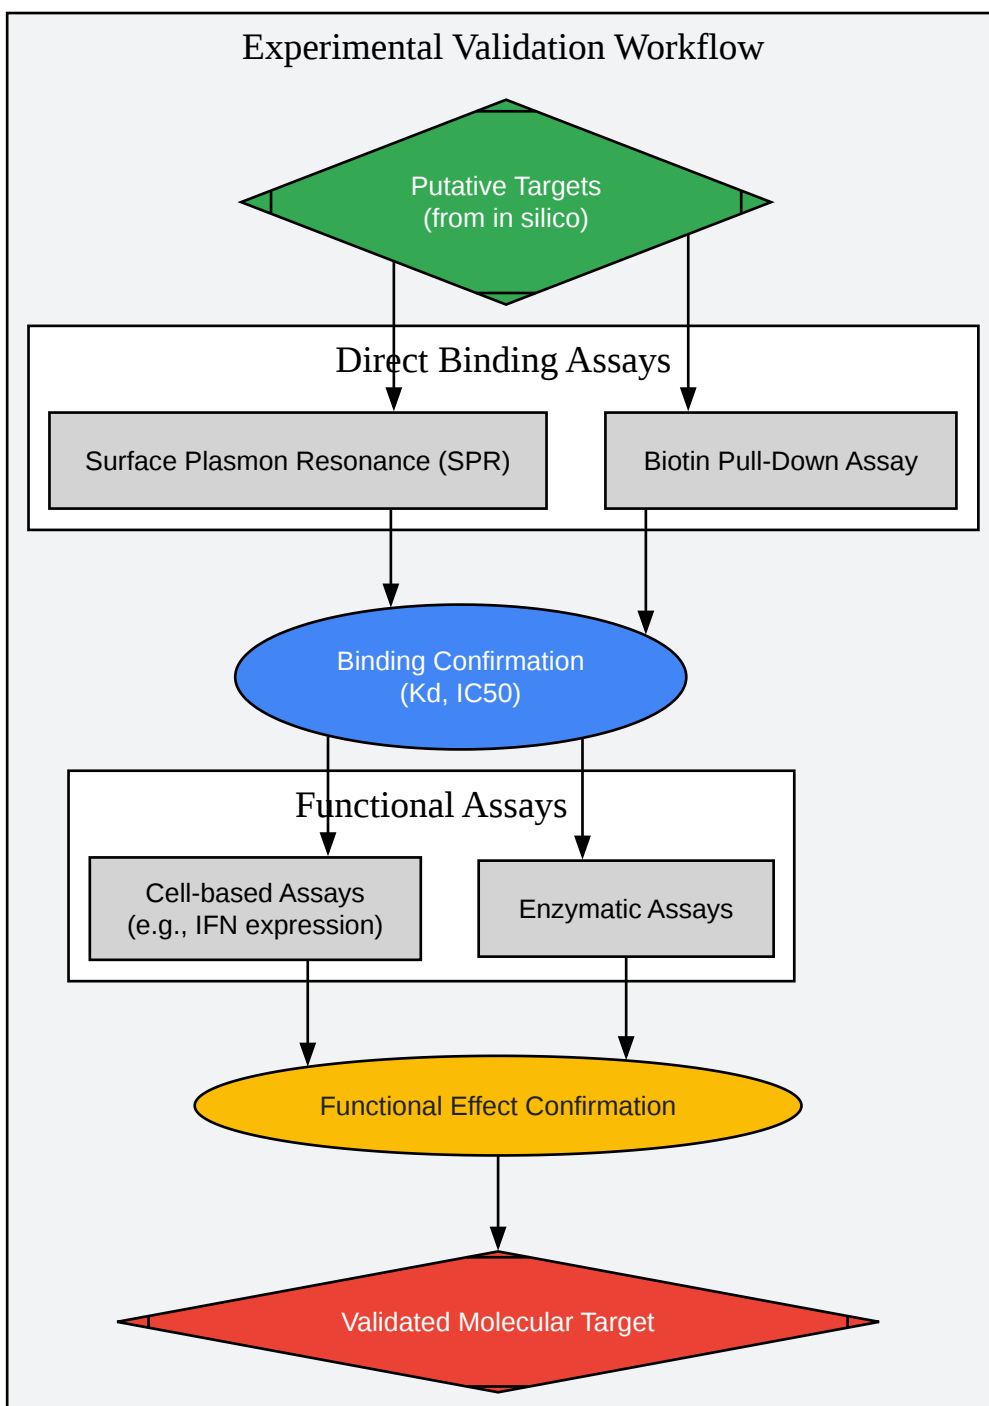 Experimental Validation Workflow
Putative Targets
(from in silico)
Direct Binding Assays
Surface Plasmon Resonance (SPR)
Biotin Pull-Down Assay
Binding Confirmation
(Kd, IC50)
Functional Assays
Cell-based Assays
(e.g., IFN expression)
Enzymatic Assays
Functional Effect Confirmation
Validated Molecular Target